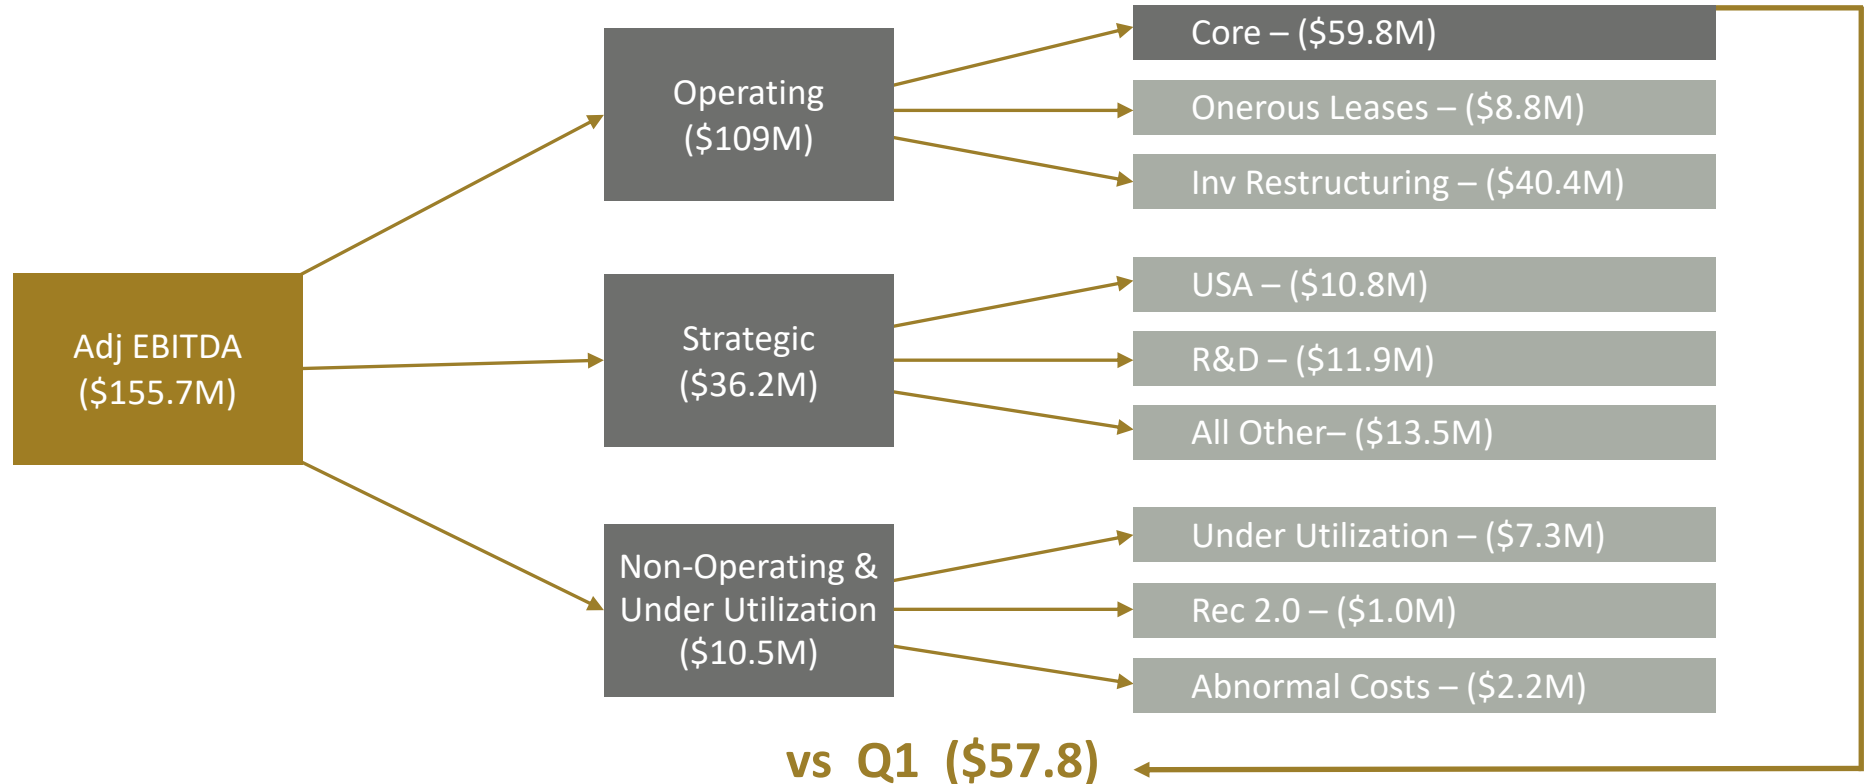 Adj EBITDA
($155.7M)
Operating
($109M)
Core – ($59.8M)
Onerous Leases – ($8.8M)
Inv Restructuring – ($40.4M)
Strategic
($36.2M)
USA – ($10.8M)
R&D – ($11.9M)
All Other– ($13.5M)
Non-Operating &
Under Utilization
($10.5M)
Under Utilization – ($7.3M)
Rec 2.0 – ($1.0M)
Abnormal Costs – ($2.2M)
vs Q1 ($57.8)